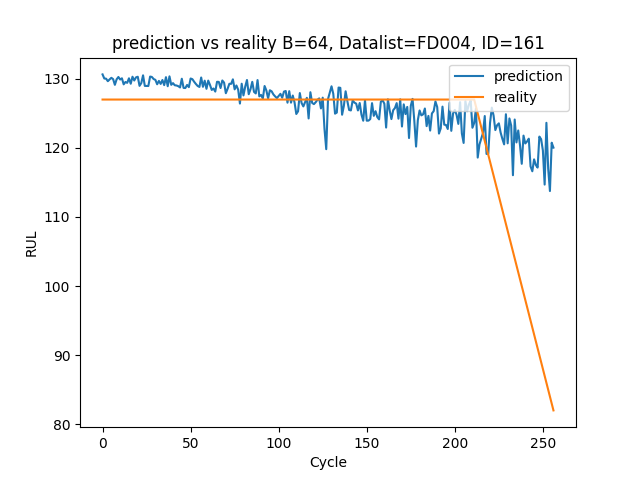 prediction vs reality B=64, Datalist=FD004, ID=161
prediction
reality
130
120
110
100
90
80
RUL
0
50
100
150
200
250
Cycle